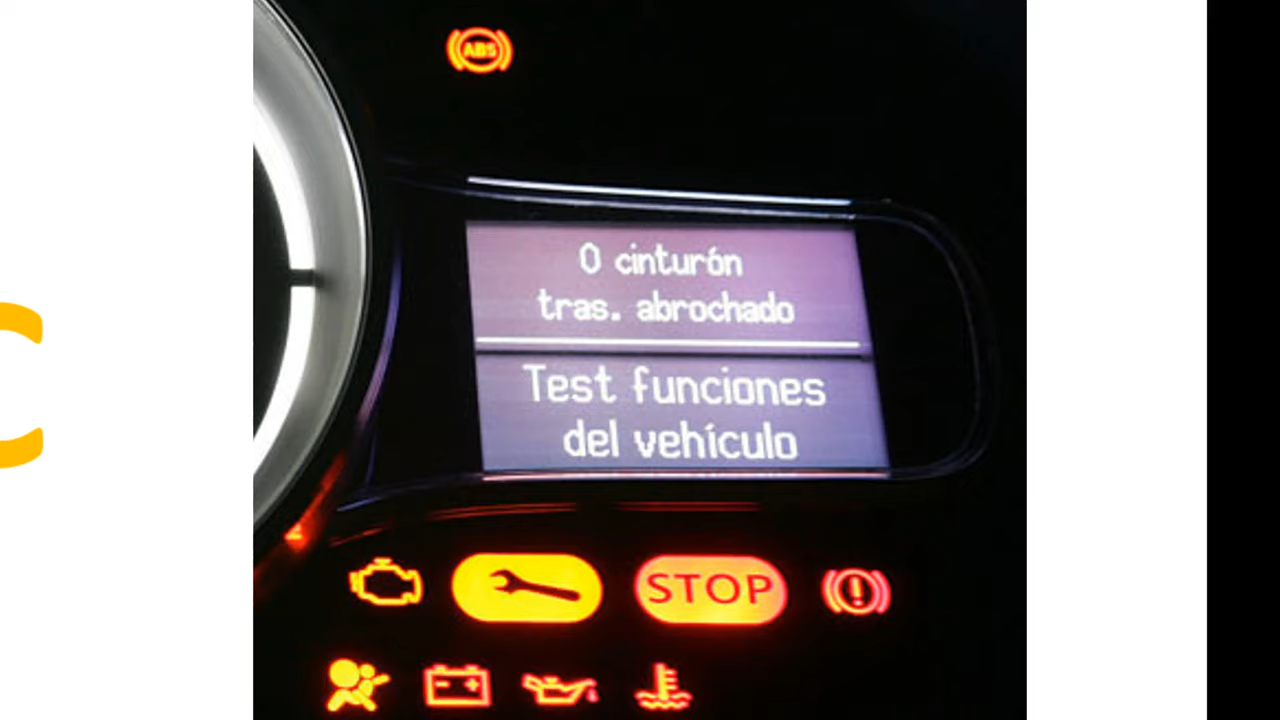 ABS
0 cinturón
tras. abrochado
Test funciones
del vehículo
STOP